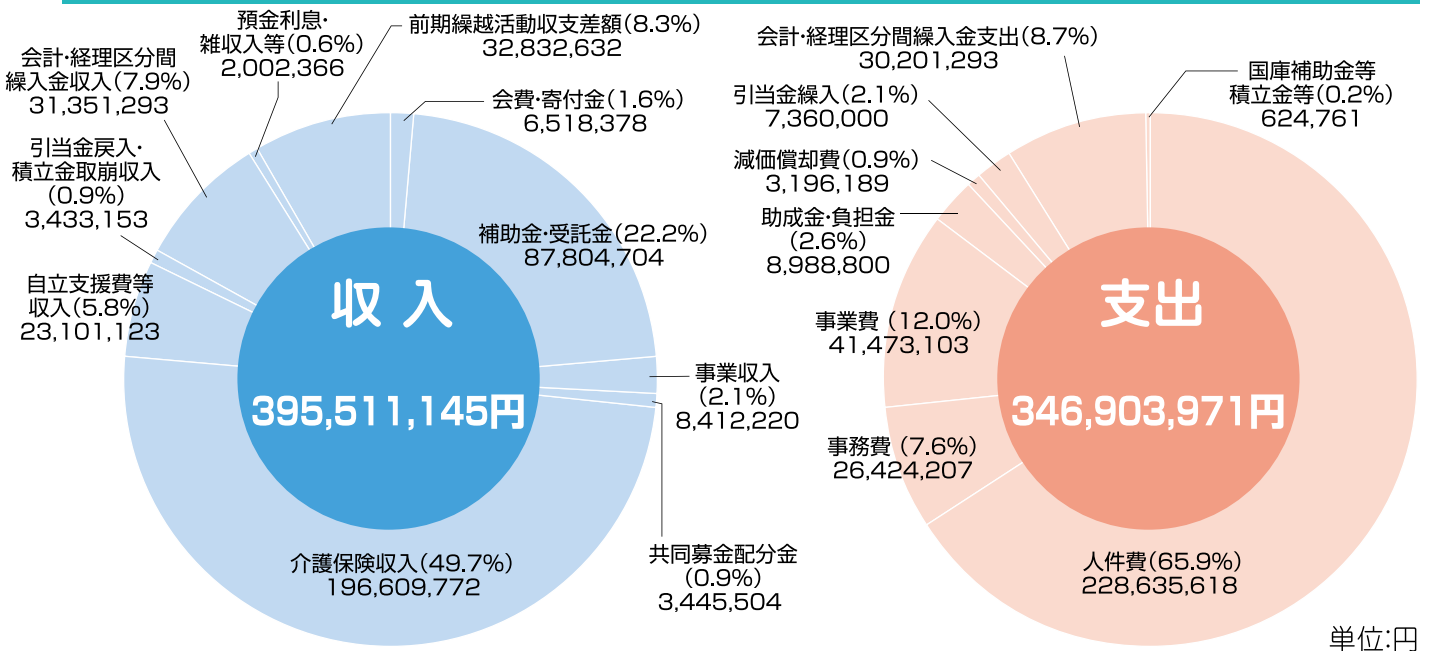 預金利息・
雑収入等(0.6%)
2,002,366
前期繰越活動収支差額(8.3%)
32,832,632
会計・経理区分間
繰入金収入(7.9%)
31,351,293
会費・寄付金(1.6%)
6,518,378
引当金戻入・
積立金取崩収入
(0.9%)
3,433,153
補助金・受託金(22.2%)
87,804,704
自立支援費等
収入(5.8%)
23,101,123
収入
395,511,145円
事業収入
(2.1%)
8,412,220
介護保険収入(49.7%)
196,609,772
共同募金配分金
(0.9%)
3,445,504
会計・経理区分間繰入金支出(8.7%)
30,201,293
国庫補助金等
積立金等(0.2%)
624,761
引当金繰入(2.1%)
7,360,000
減価償却費(0.9%)
3,196,189
助成金・負担金
(2.6%)
8,988,800
支出
346,903,971円
事業費(12.0%)
41,473,103
事務費(7.6%)
26,424,207
人件費(65.9%)
228,635,618
単位:円